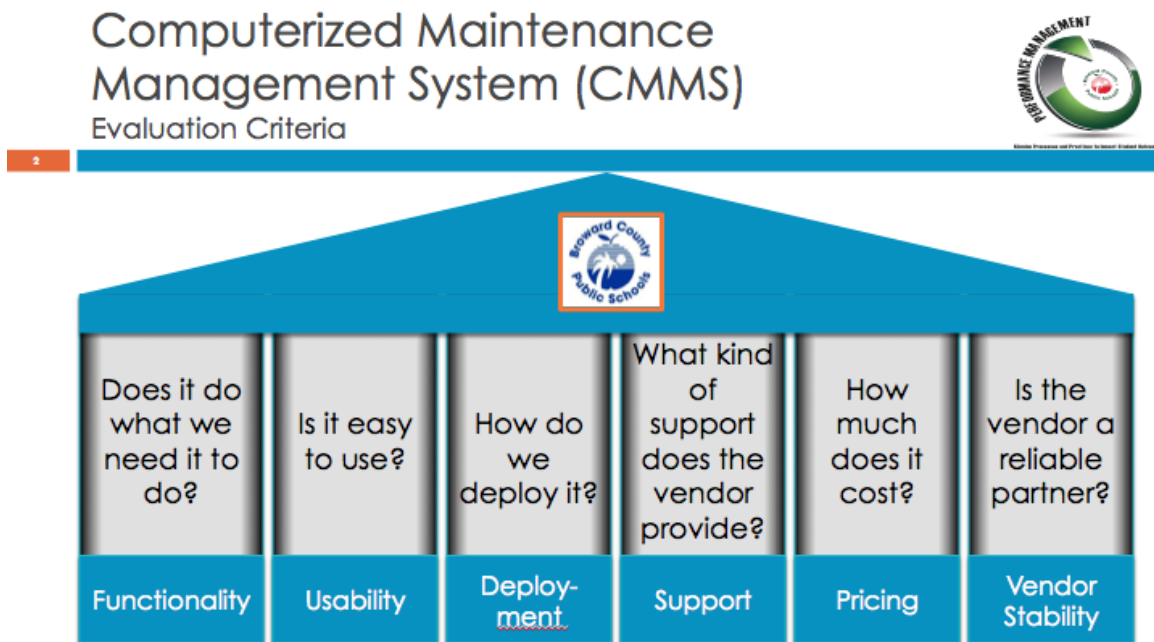 Computerized Maintenance
Management System (CMMS)
Evaluation Criteria
PERFORMANCE MANAGEMENT
2
Broward County
Public Schools
Does it do
what we
need it to
do?
Is it easy
to use?
How do
we
deploy it?
What kind
of
support
does the
vendor
provide?
How
much
does it
cost?
Is the
vendor a
reliable
partner?
Functionality
Usability
Deploy-
ment
Support
Pricing
Vendor
Stability